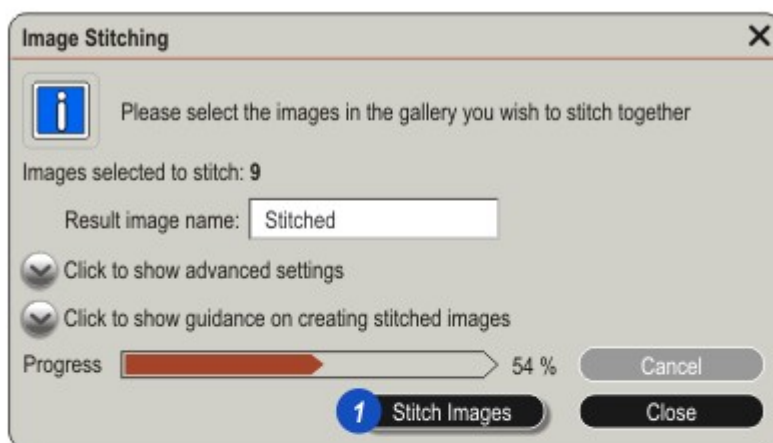 Image Stitching
Please select the images in the gallery you wish to stitch together
Images selected to stitch: 9
Result image name: Stitched
Click to show advanced settings
Click to show guidance on creating stitched images
Progress 54 % Cancel
1 Stitch Images Close